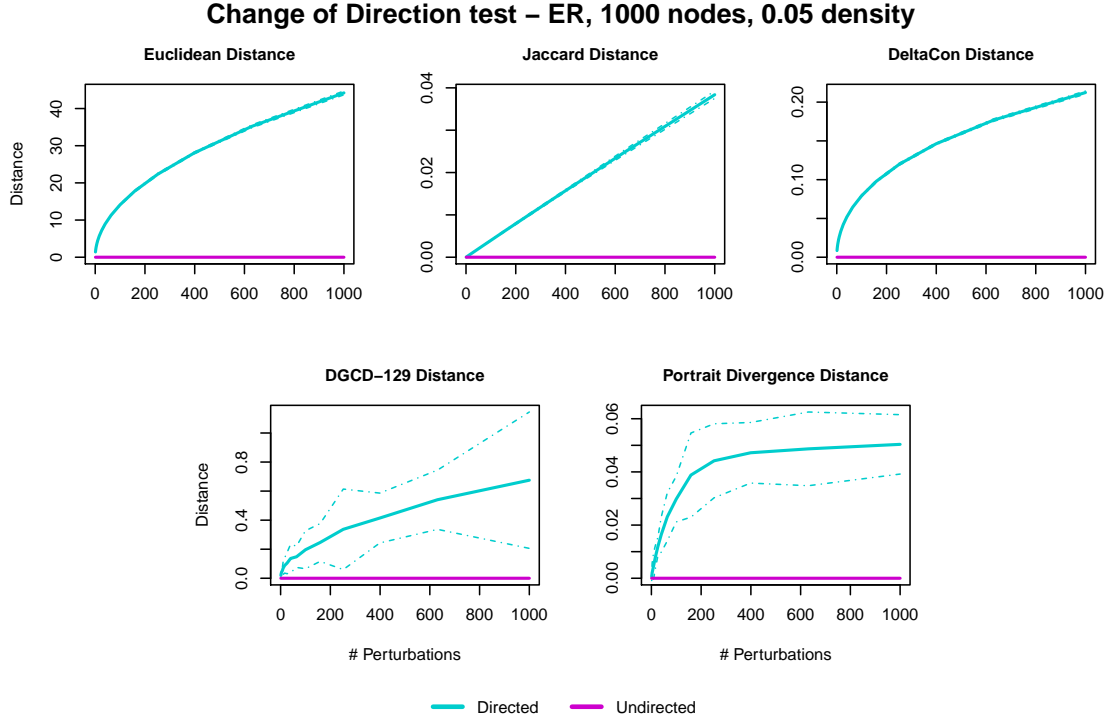 Change of Direction test – ER, 1000 nodes, 0.05 density
Euclidean Distance
Jaccard Distance
DeltaCon Distance
Distance
0 10 20 30 40
0 200 400 600 800 1000
0.00 0.02 0.04
0 200 400 600 800 1000
0.00 0.10 0.20
0 200 400 600 800 1000
DGCD–129 Distance
Portrait Divergence Distance
Distance
0.0 0.4 0.8
0 200 400 600 800 1000
# Perturbations
0.00 0.02 0.04 0.06
0 200 400 600 800 1000
# Perturbations
Directed
Undirected